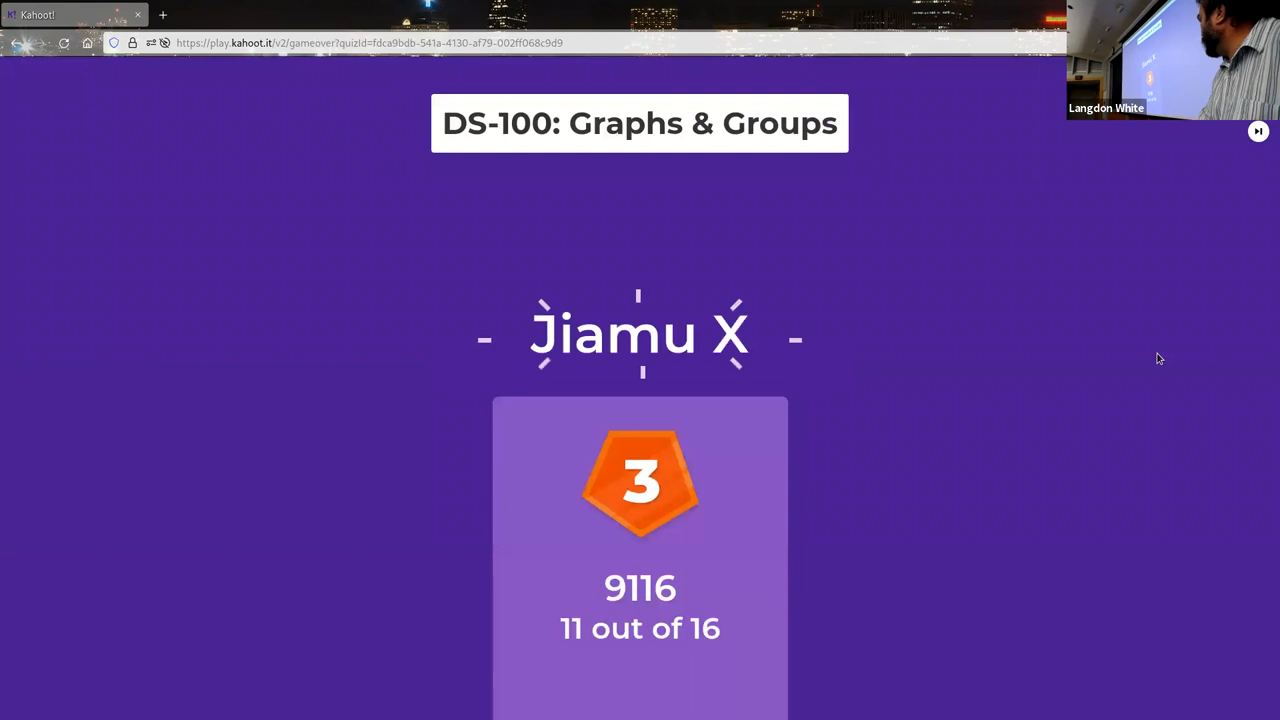 Kahoot!
https://play.kahoot.it/v2/gameover?quizId=fdca9bdb-541a-4130-af79-002ff068c9d9
Langdon White
DS-100: Graphs & Groups
Jiamu X
3
9116
11 out of 16